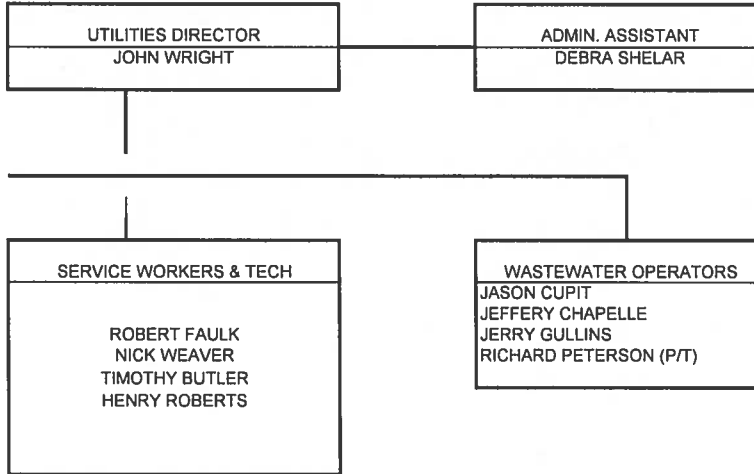 UTILITIES DIRECTOR
JOHN WRIGHT
ADMIN. ASSISTANT
DEBRA SHELAR
SERVICE WORKERS & TECH
ROBERT FAULK
NICK WEAVER
TIMOTHY BUTLER
HENRY ROBERTS
WASTEWATER OPERATORS
JASON CUPIT
JEFFERY CHAPELLE
JERRY GULLINS
RICHARD PETERSON (P/T)